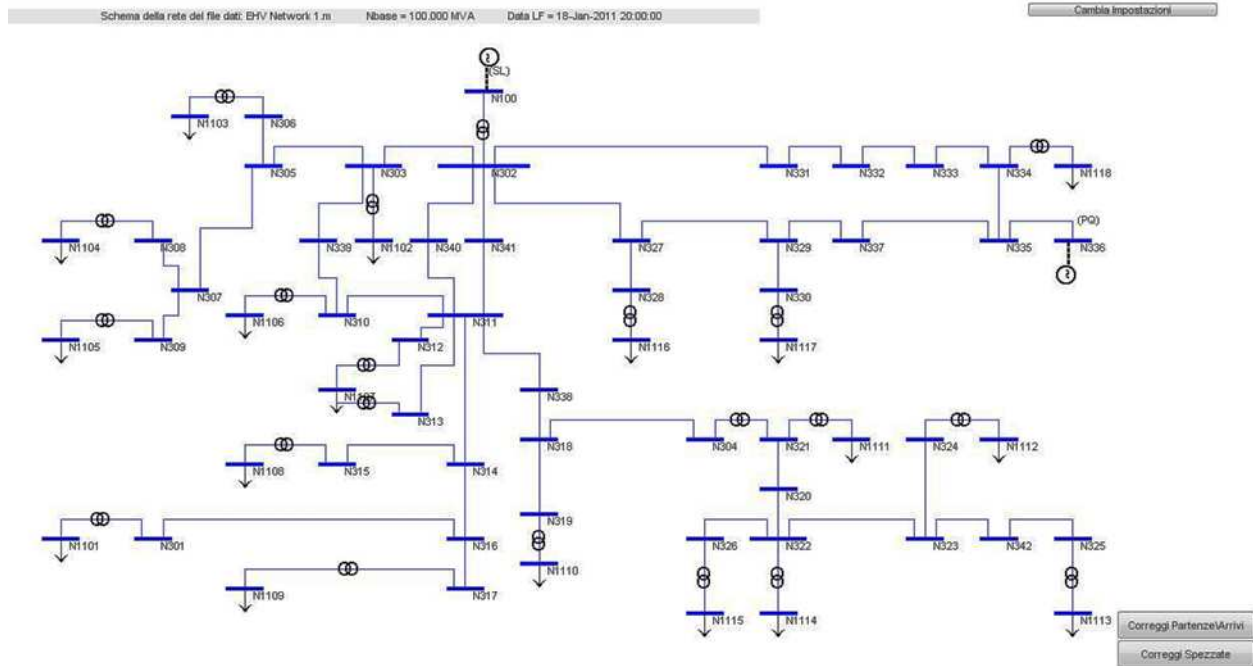 Schema della rete del file dati: EHV Network 1.m Nbase = 100.000 MVA Data LF = 18-Jan-2011 20:00:00
Cambia Impostazioni
(SL)
N100
N1103 N306
N305 N303 N302 N331 N332 N333 N334 N1118
(PQ)
N1104 N308 N339 N1102 N340 N341 N327 N329 N337 N335 N336
N307 N328 N330
N1106 N310 N311
N1105 N309 N312 N1116 N1117
N1107 N338
N313
N318 N304 N321 N1111 N324 N1112
N1108 N315 N314
N320
N319
N1101 N301 N316 N326 N322 N323 N342 N325
N1110
N1109 N317
N1115 N1114 N1113
Correggi Partenze\Arrivi
Correggi Spezzate